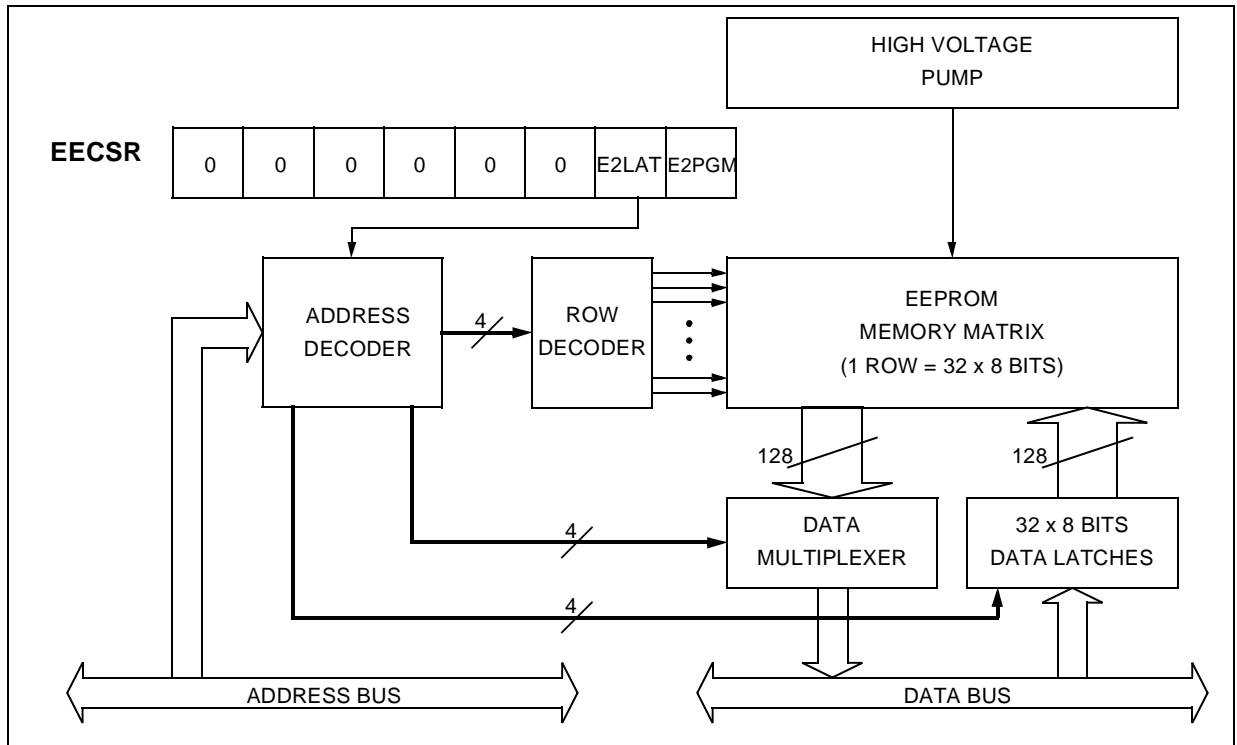 HIGH VOLTAGE
PUMP
EECSR
0 0 0 0 0 0 E2LAT E2PGM
ADDRESS
DECODER
4
ROW
DECODER
EEPROM
MEMORY MATRIX
(1 ROW = 32 x 8 BITS)
128
128
4
DATA
MULTIPLEXER
32 x 8 BITS
DATA LATCHES
4
ADDRESS BUS
DATA BUS